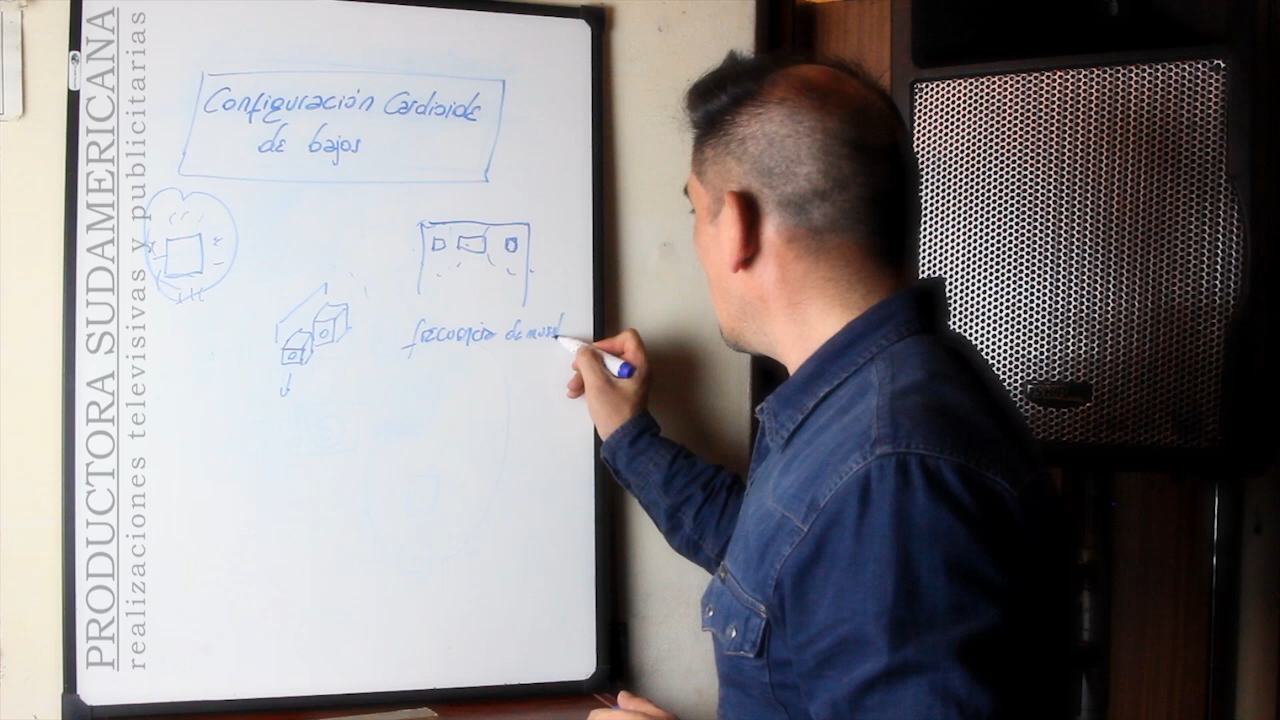 PRODUCTORA SUDAMERICANA
realizaciones televisivas y publicitarias
Configuración Cardioide
de bajos
frecuencia de